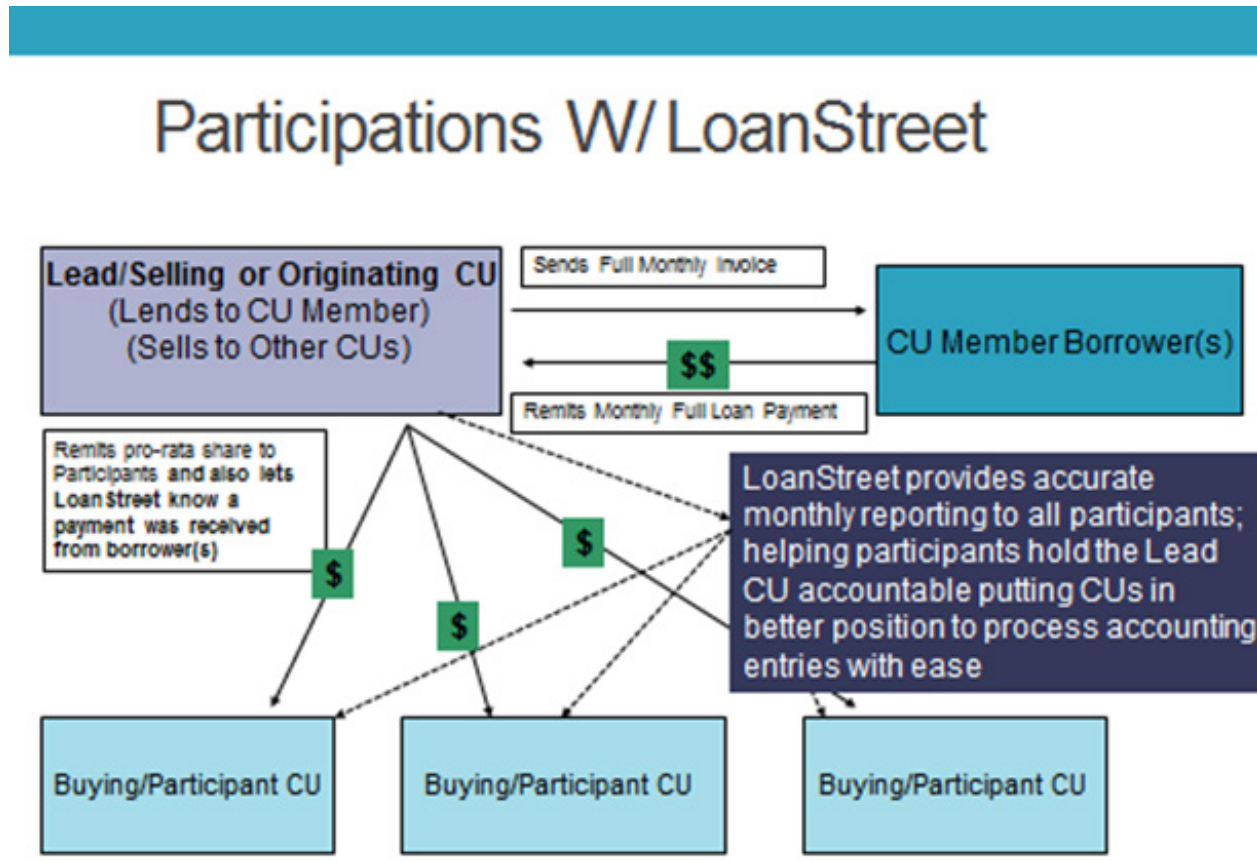 Participations W/ LoanStreet
Lead/Selling or Originating CU
(Lends to CU Member)
(Sells to Other CUs)
Sends Full Monthly Invoice
$$
Remits Monthly Full Loan Payment
CU Member Borrower(s)
Remits pro-rata share to
Participants and also lets
LoanStreet know a
payment was received
from borrower(s)
$
$
$
LoanStreet provides accurate
monthly reporting to all participants;
helping participants hold the Lead
CU accountable putting CUs in
better position to process accounting
entries with ease
Buying/Participant CU
Buying/Participant CU
Buying/Participant CU